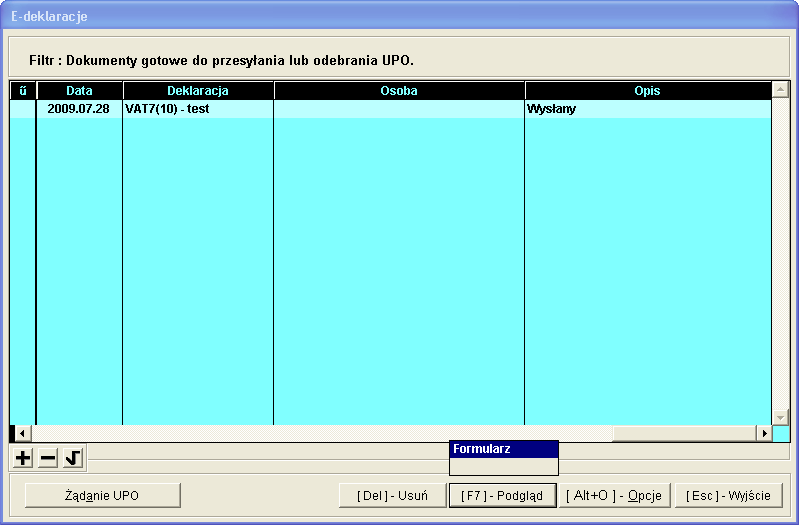 E-deklaracje
Filtr : Dokumenty gotowe do przesyłania lub odebrania UPO.
ű Data Deklaracja Osoba Opis
2009.07.28 VAT7(10) - test Wysłany
Formularz
Żądanie UPO [ Del ] - Usuń [ F7 ] - Podgląd [ Alt+O ] - Opcje [ Esc ] - Wyjście